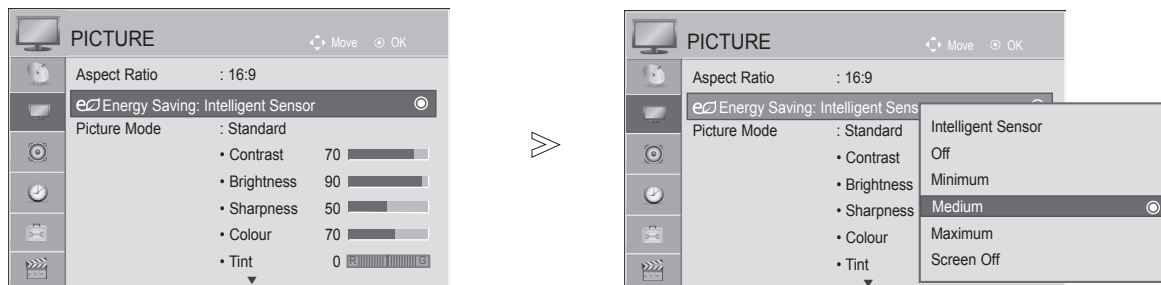 PICTURE
Move OK
Aspect Ratio : 16:9
Energy Saving: Intelligent Sensor
Picture Mode : Standard
• Contrast 70
• Brightness 90
• Sharpness 50
• Colour 70
• Tint 0 R G
PICTURE
Move OK
Aspect Ratio : 16:9
Energy Saving: Intelligent Sens
Picture Mode : Standard
• Contrast
• Brightness
• Sharpness
• Colour
• Tint
Intelligent Sensor
Off
Minimum
Medium
Maximum
Screen Off